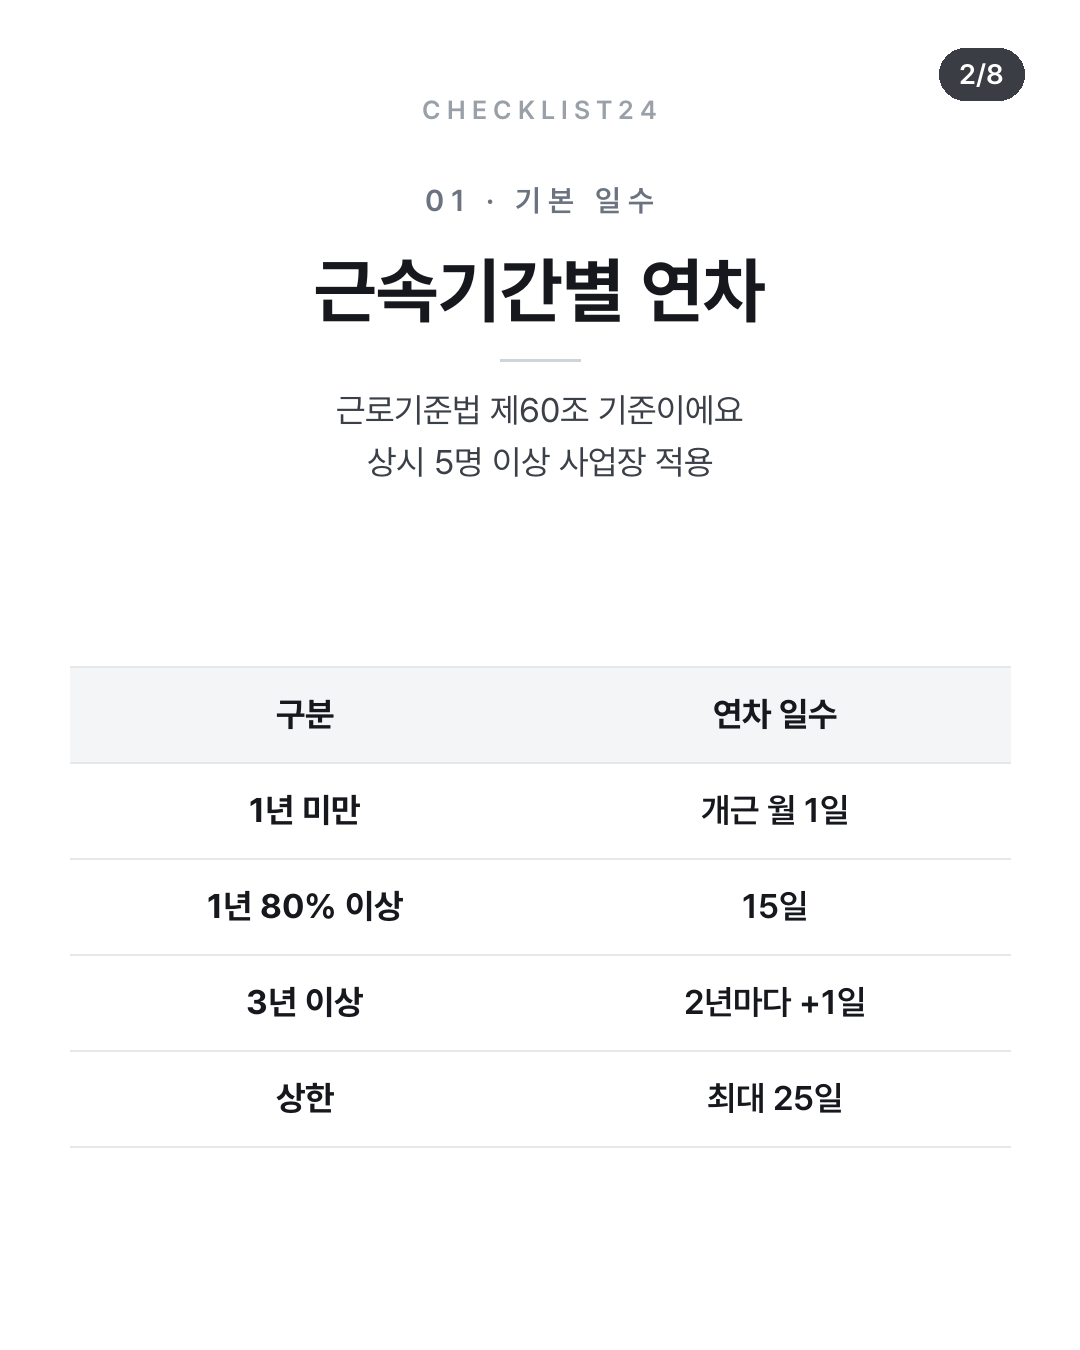 2/8
CHECKLIST24
01 · 기본 일수
근속기간별 연차
근로기준법 제60조 기준이에요
상시 5명 이상 사업장 적용
구분 연차 일수
1년 미만 개근 월 1일
1년 80% 이상 15일
3년 이상 2년마다 +1일
상한 최대 25일